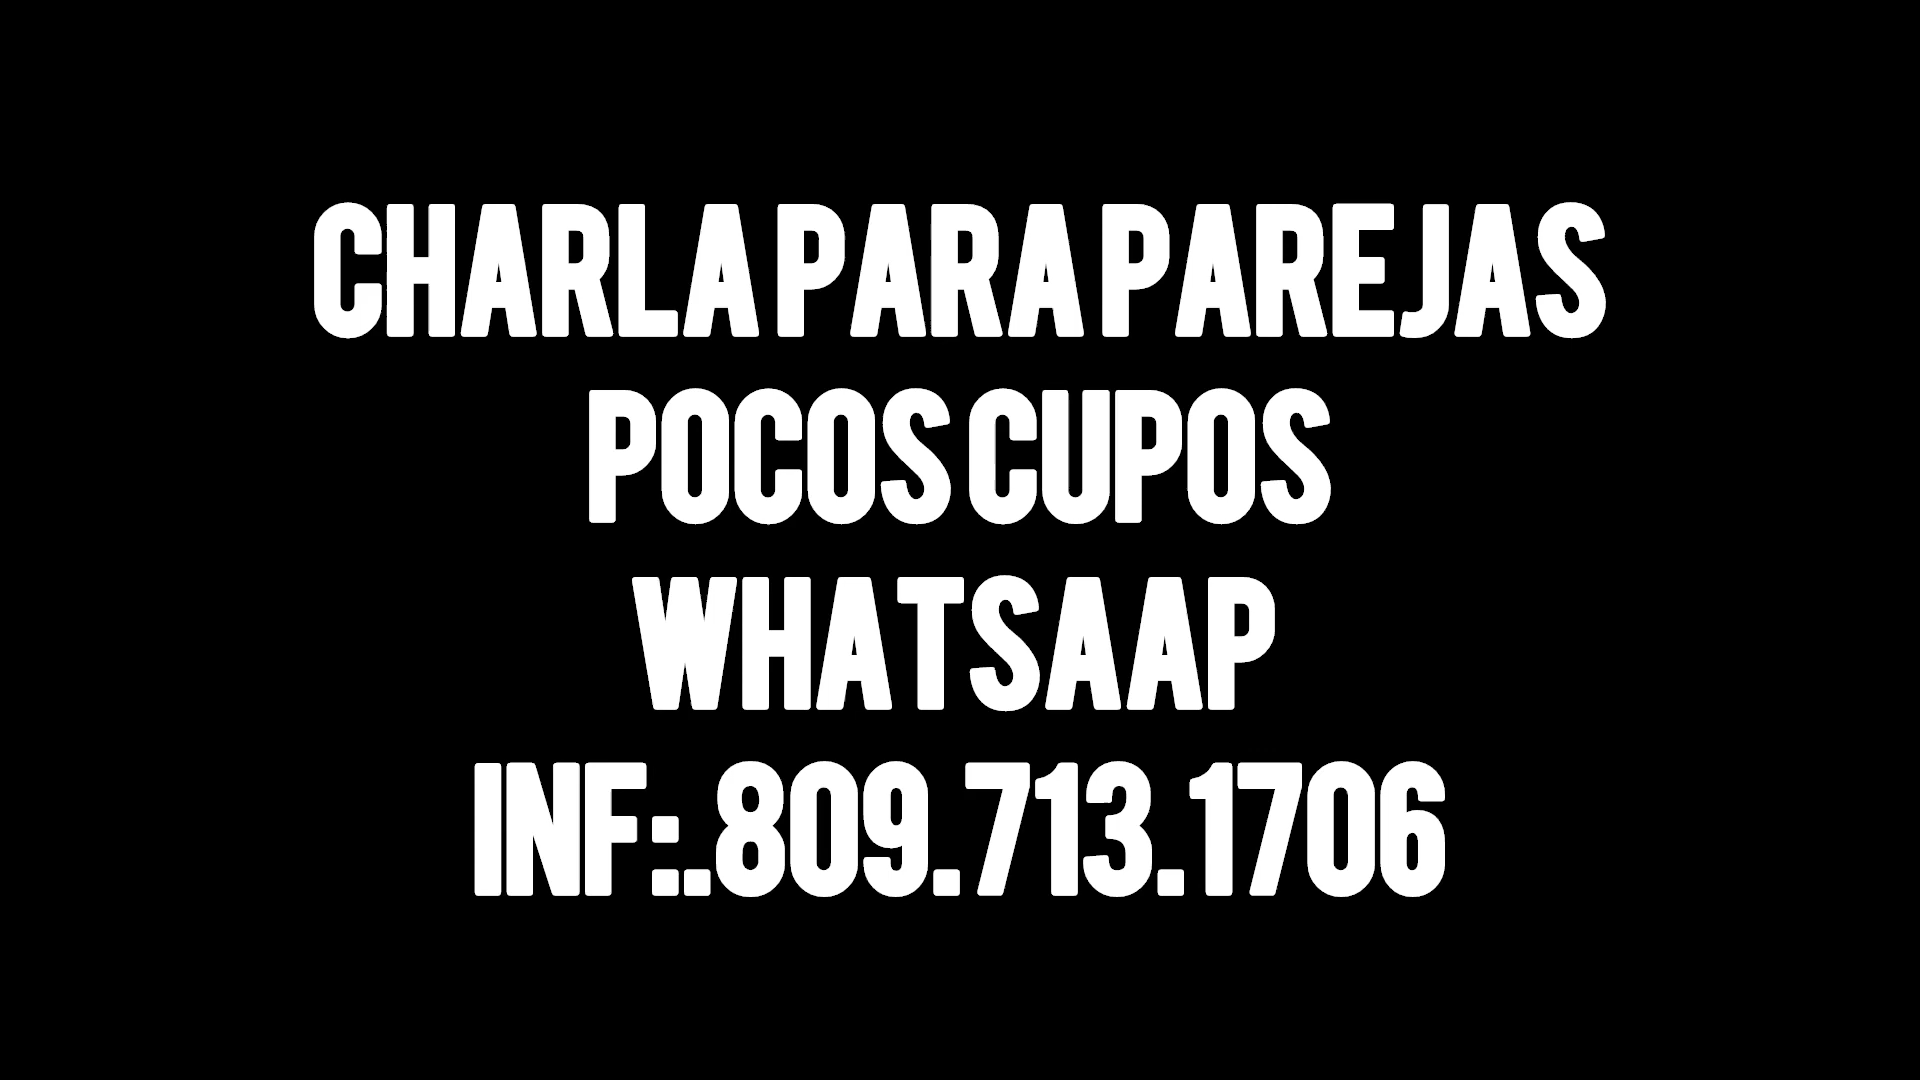 CHARLA PARA PAREJAS
POCOS CUPOS
WHATSAAP
INF:.809.713.1706